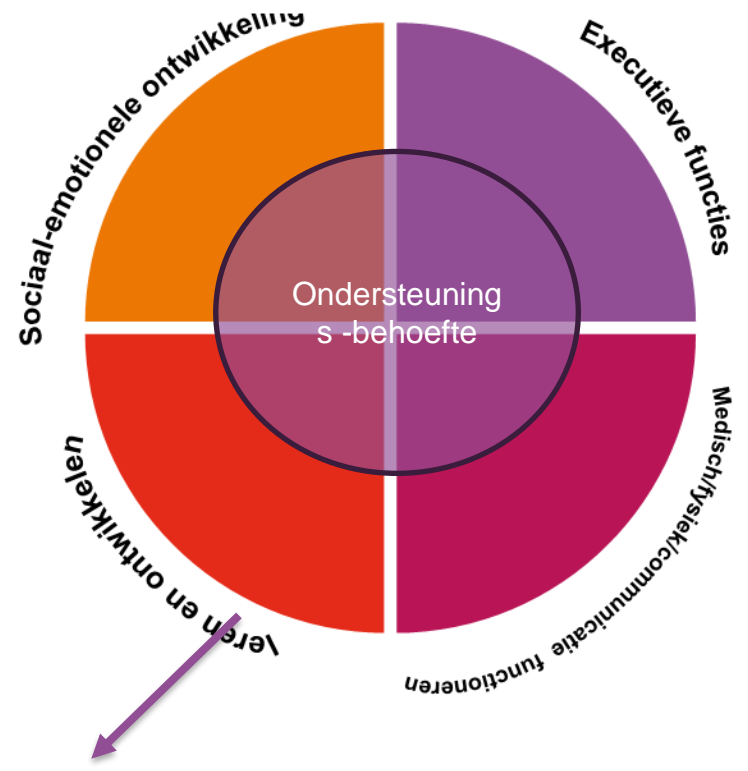 Sociaal-emotionele ontwikkeling
Executieve functies
Ondersteuning
s -behoefte
leren en ontwikkelen
Medisch/fysiek/communicatie functioneren